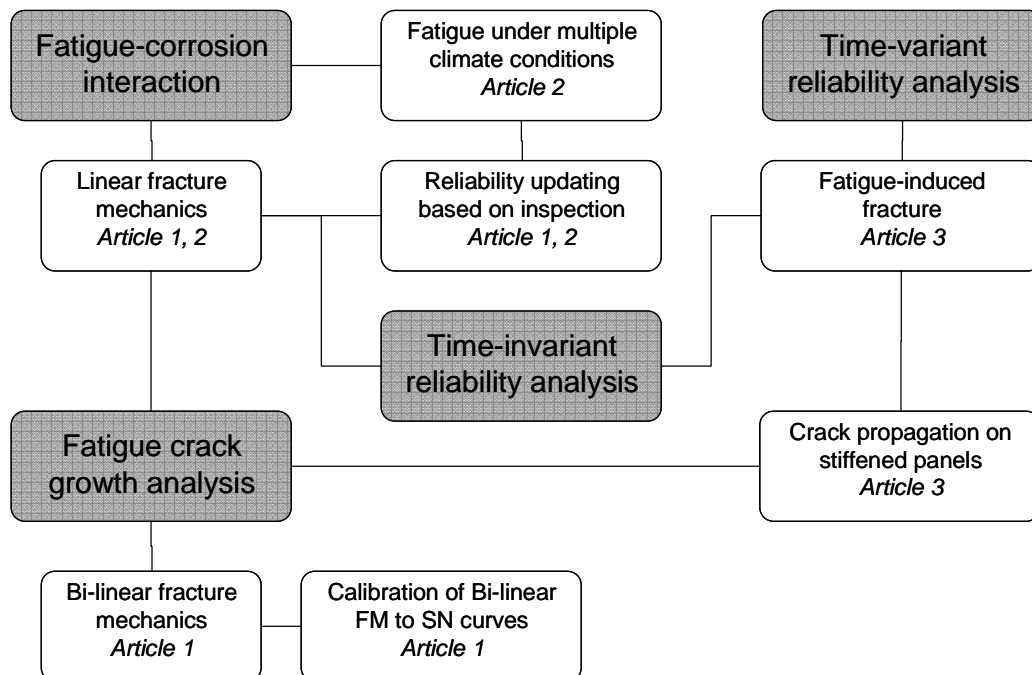 Fatigue-corrosion
interaction
Fatigue under multiple
climate conditions
Article 2
Time-variant
reliability analysis
Linear fracture
mechanics
Article 1, 2
Reliability updating
based on inspection
Article 1, 2
Fatigue-induced
fracture
Article 3
Time-invariant
reliability analysis
Fatigue crack
growth analysis
Crack propagation on
stiffened panels
Article 3
Bi-linear fracture
mechanics
Article 1
Calibration of Bi-linear
FM to SN curves
Article 1